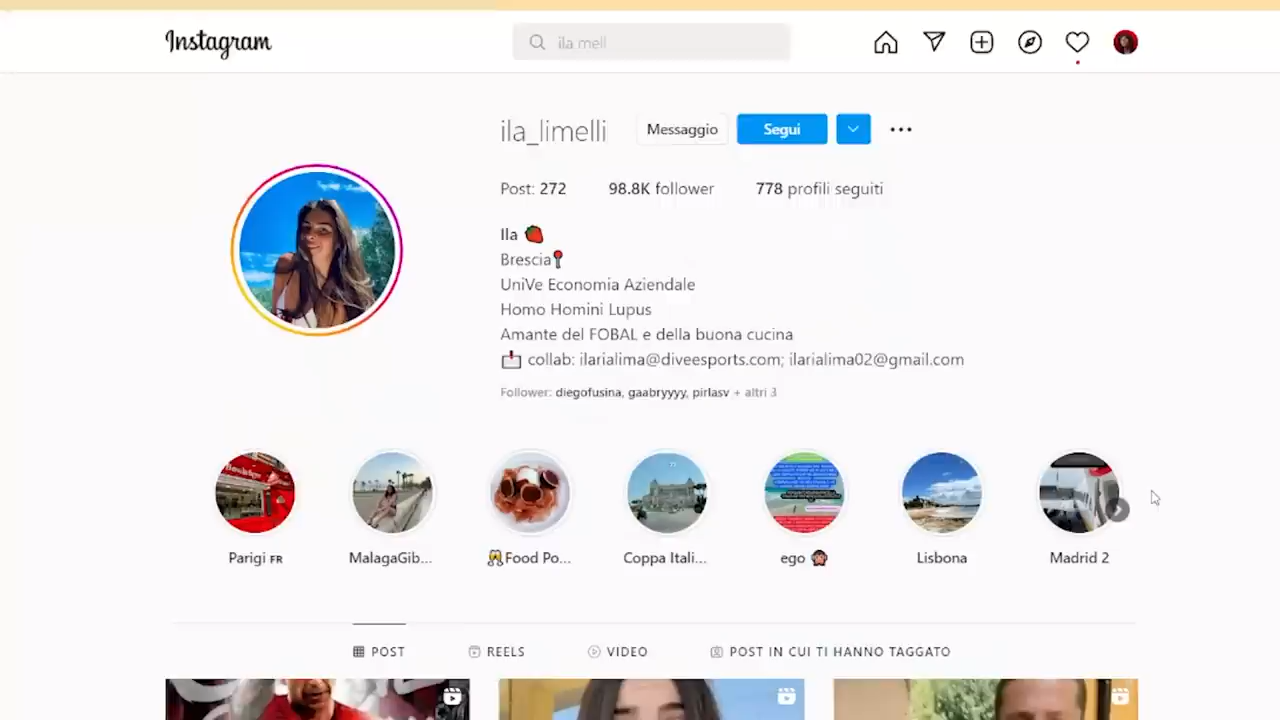 Instagram
ila mell
ila_limelli
Messaggio
Segui
Post: 272
98.8K follower
778 profili seguiti
Ila
Brescia
UniVe Economia Aziendale
Homo Homini Lupus
Amante del FOBAL e della buona cucina
collab: ilarialima@diveesports.com; ilarialima02@gmail.com
Follower: diegofusina, gaabryyyy, pirlasv + altri 3
Parigi FR
MalagaGib...
Food Po...
Coppa Itali...
ego
Lisbona
Madrid 2
POST
REELS
VIDEO
POST IN CUI TI HANNO TAGGATO